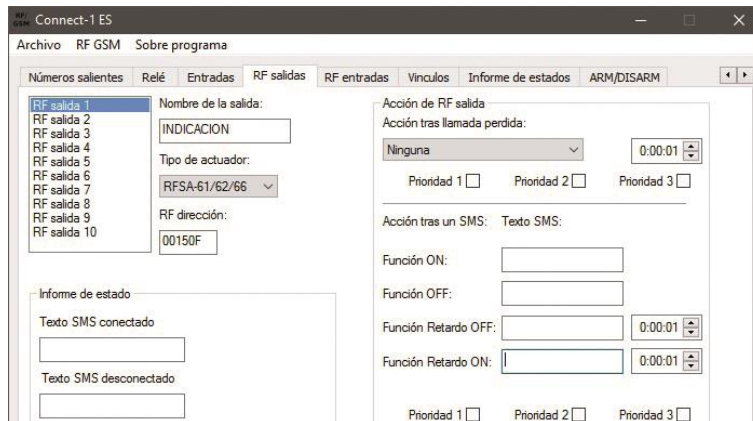 RF/
GSM Connect-1 ES
Archivo RF GSM Sobre programa
Números salientes Relé Entradas RF salidas RF entradas Vinculos Informe de estados ARM/DISARM
RF salida 1
RF salida 2
RF salida 3
RF salida 4
RF salida 5
RF salida 6
RF salida 7
RF salida 8
RF salida 9
RF salida 10
Nombre de la salida:
INDICACION
Tipo de actuador:
RFSA-61/62/66
RF dirección:
00150F
Informe de estado
Texto SMS conectado
Texto SMS desconectado
Acción de RF salida
Acción tras llamada perdida:
Ninguna 0:00:01
Prioridad 1 Prioridad 2 Prioridad 3
Acción tras un SMS: Texto SMS:
Función ON:
Función OFF:
Función Retardo OFF: 0:00:01
Función Retardo ON: 0:00:01
Prioridad 1 Prioridad 2 Prioridad 3